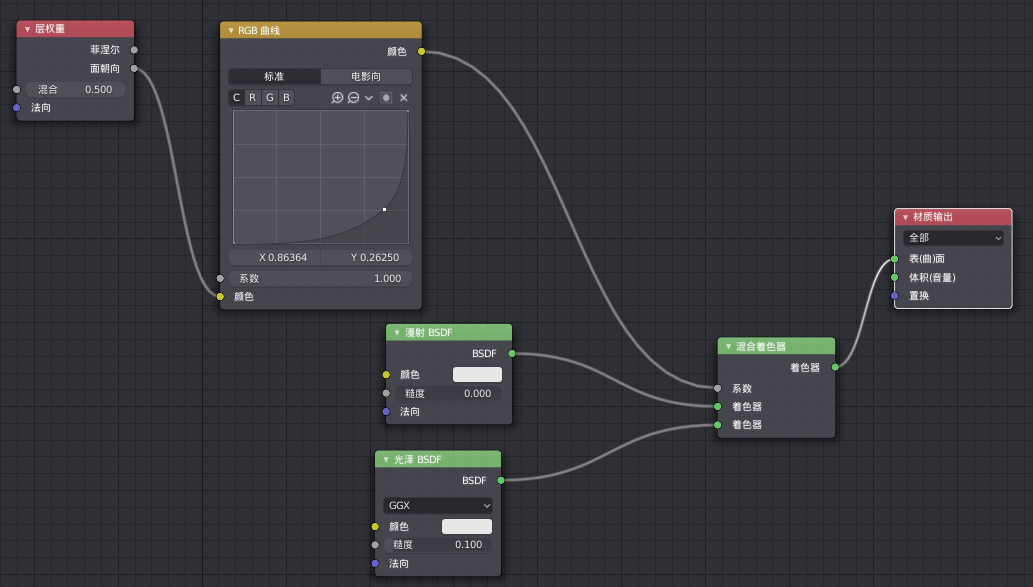 层权重
菲涅尔
面朝向
混合 0.500
法向
RGB 曲线
颜色
标准 电影向
C R G B
X 0.86364 Y 0.26250
系数 1.000
颜色
漫射 BSDF
BSDF
颜色
糙度 0.000
法向
光泽 BSDF
BSDF
GGX
颜色
糙度 0.100
法向
混合着色器
着色器
系数
着色器
着色器
材质输出
全部
表(曲)面
体积(音量)
置换